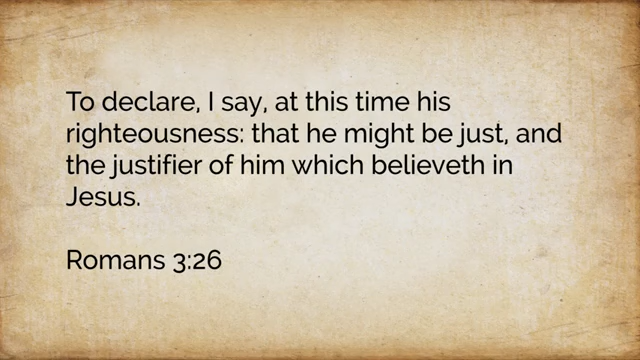 To declare, I say, at this time his
righteousness: that he might be just, and
the justifier of him which believeth in
Jesus.
Romans 3:26